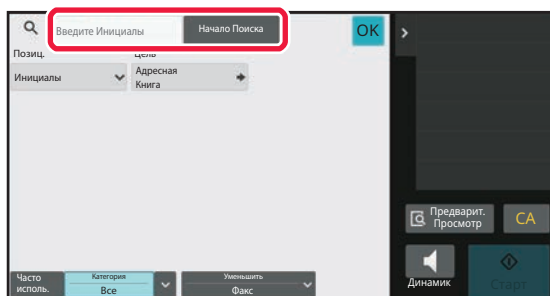 Введите Инициалы
Начало Поиска
OK
Позиц.
Цель
Инициалы
Адресная
Книга
Предварит.
Просмотр
CA
Часто
исполь.
Категория
Все
Уменьшить
Факс
Динамик
Старт